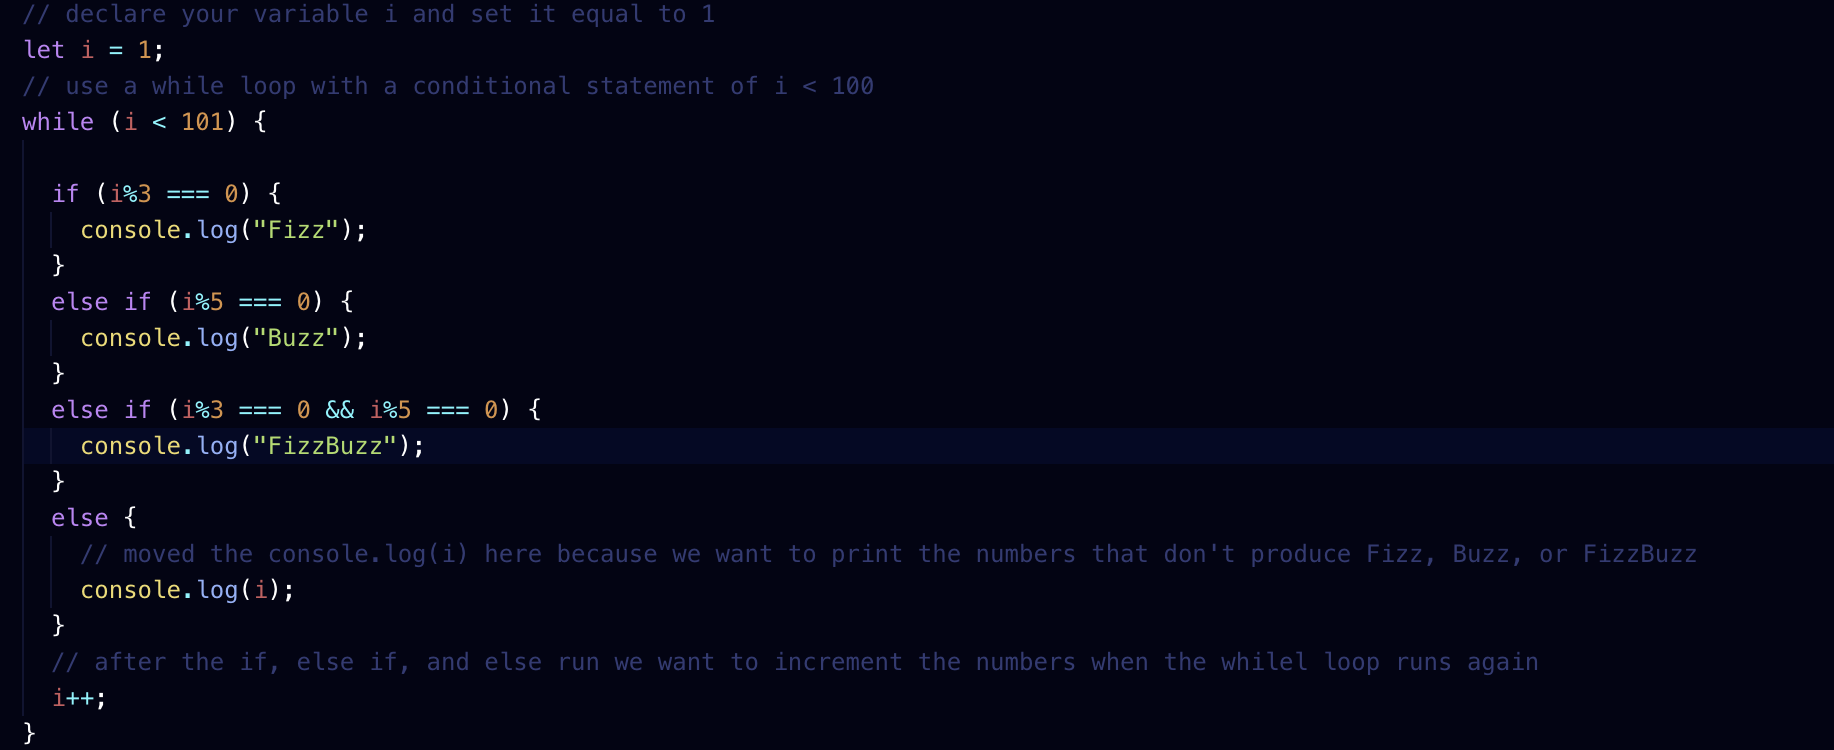 // declare your variable i and set it equal to 1
let i = 1;
// use a while loop with a conditional statement of i < 100
while (i < 101) {
if (i%3 === 0) {
console.log("Fizz");
}
else if (i%5 === 0) {
console.log("Buzz");
}
else if (i%3 === 0 && i%5 === 0) {
console.log("FizzBuzz");
}
else {
// moved the console.log(i) here because we want to print the numbers that don't produce Fizz, Buzz, or FizzBuzz
console.log(i);
}
// after the if, else if, and else run we want to increment the numbers when the whilel loop runs again
i++;
}